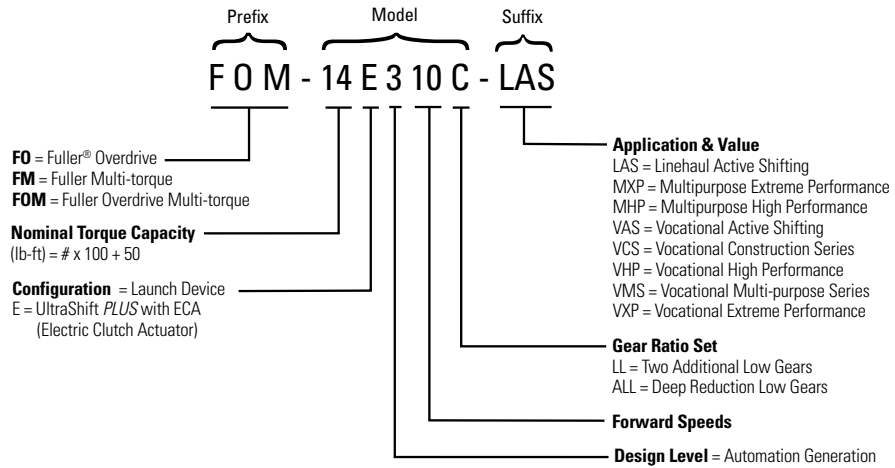 Prefix
Model
Suffix
F O M - 14 E 3 10 C - LAS
FO = Fuller® Overdrive
FM = Fuller Multi-torque
FOM = Fuller Overdrive Multi-torque
Nominal Torque Capacity
(lb-ft) = # x 100 + 50
Configuration = Launch Device
E = UltraShift PLUS with ECA
(Electric Clutch Actuator)
Application & Value
LAS = Linehaul Active Shifting
MXP = Multipurpose Extreme Performance
MHP = Multipurpose High Performance
VAS = Vocational Active Shifting
VCS = Vocational Construction Series
VHP = Vocational High Performance
VMS = Vocational Multi-purpose Series
VXP = Vocational Extreme Performance
Gear Ratio Set
LL = Two Additional Low Gears
ALL = Deep Reduction Low Gears
Forward Speeds
Design Level = Automation Generation